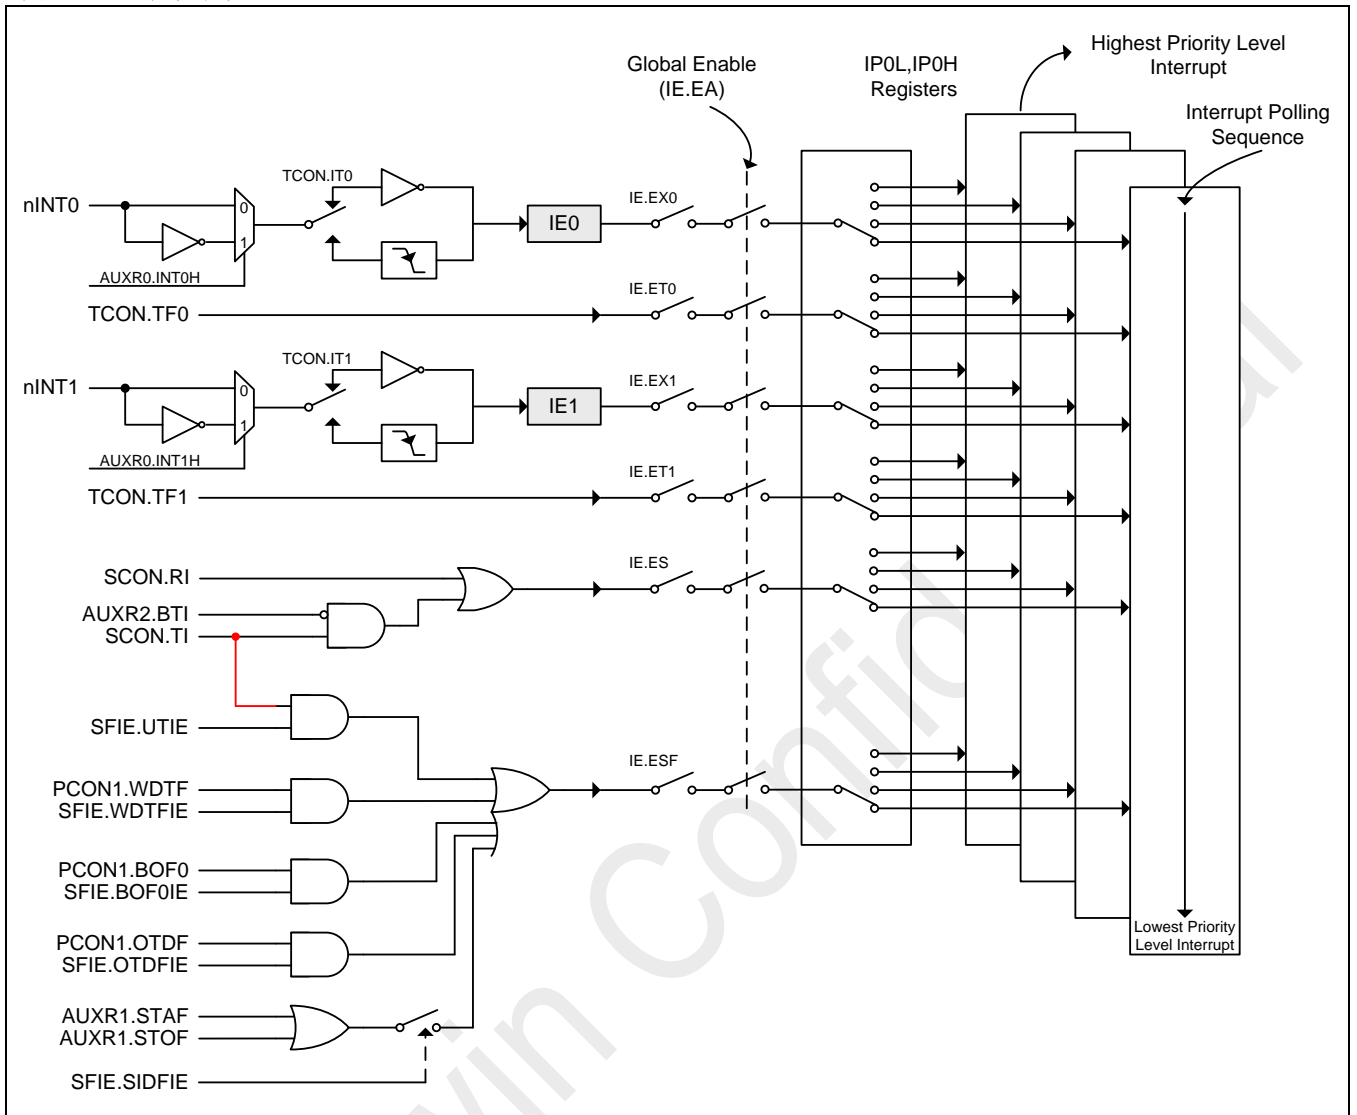 Highest Priority Level
Interrupt
Global Enable
(IE.EA)
IP0L,IP0H
Registers
Interrupt Polling
Sequence
nINT0
0
1
AUXR0.INT0H
TCON.IT0
IE0
IE.EX0
TCON.TF0
IE.ET0
nINT1
0
1
AUXR0.INT1H
TCON.IT1
IE1
IE.EX1
TCON.TF1
IE.ET1
SCON.RI
AUXR2.BTI
SCON.TI
IE.ES
SFIE.UTIE
PCON1.WDTF
SFIE.WDTFIE
IE.ESF
PCON1.BOF0
SFIE.BOF0IE
PCON1.OTDF
SFIE.OTDFIE
AUXR1.STAF
AUXR1.STOF
SFIE.SIDFIE
Lowest Priority
Level Interrupt